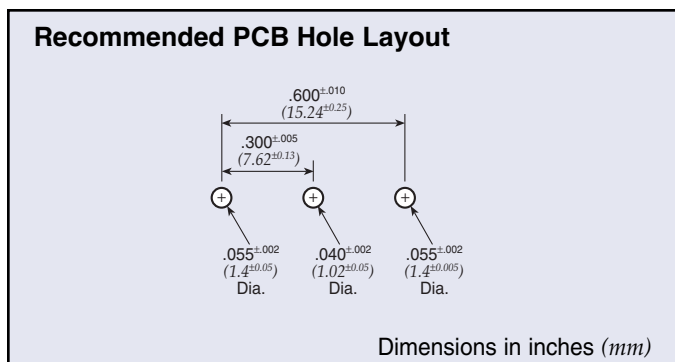 Recommended PCB Hole Layout
.600±.010
(15.24±0.25)
.300±.005
(7.62±0.13)
.055±.002 .040±.002 .055±.002
(1.4±0.05) (1.02±0.05) (1.4±0.005)
Dia. Dia. Dia.
Dimensions in inches (mm)